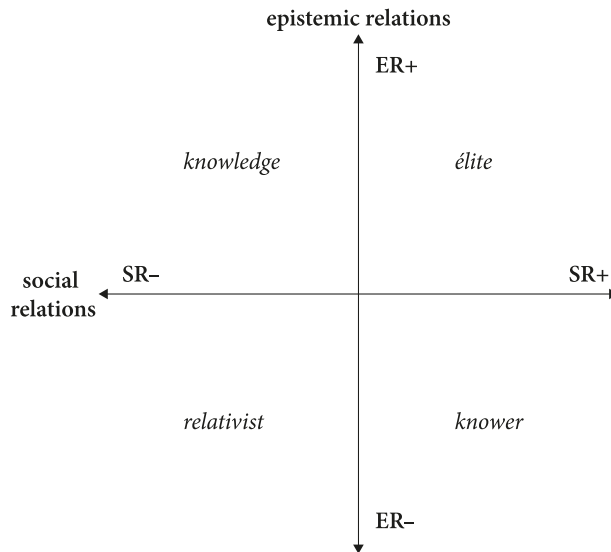 epistemic relations
ER+
knowledge
élite
social
relations
SR–
SR+
relativist
knower
ER–